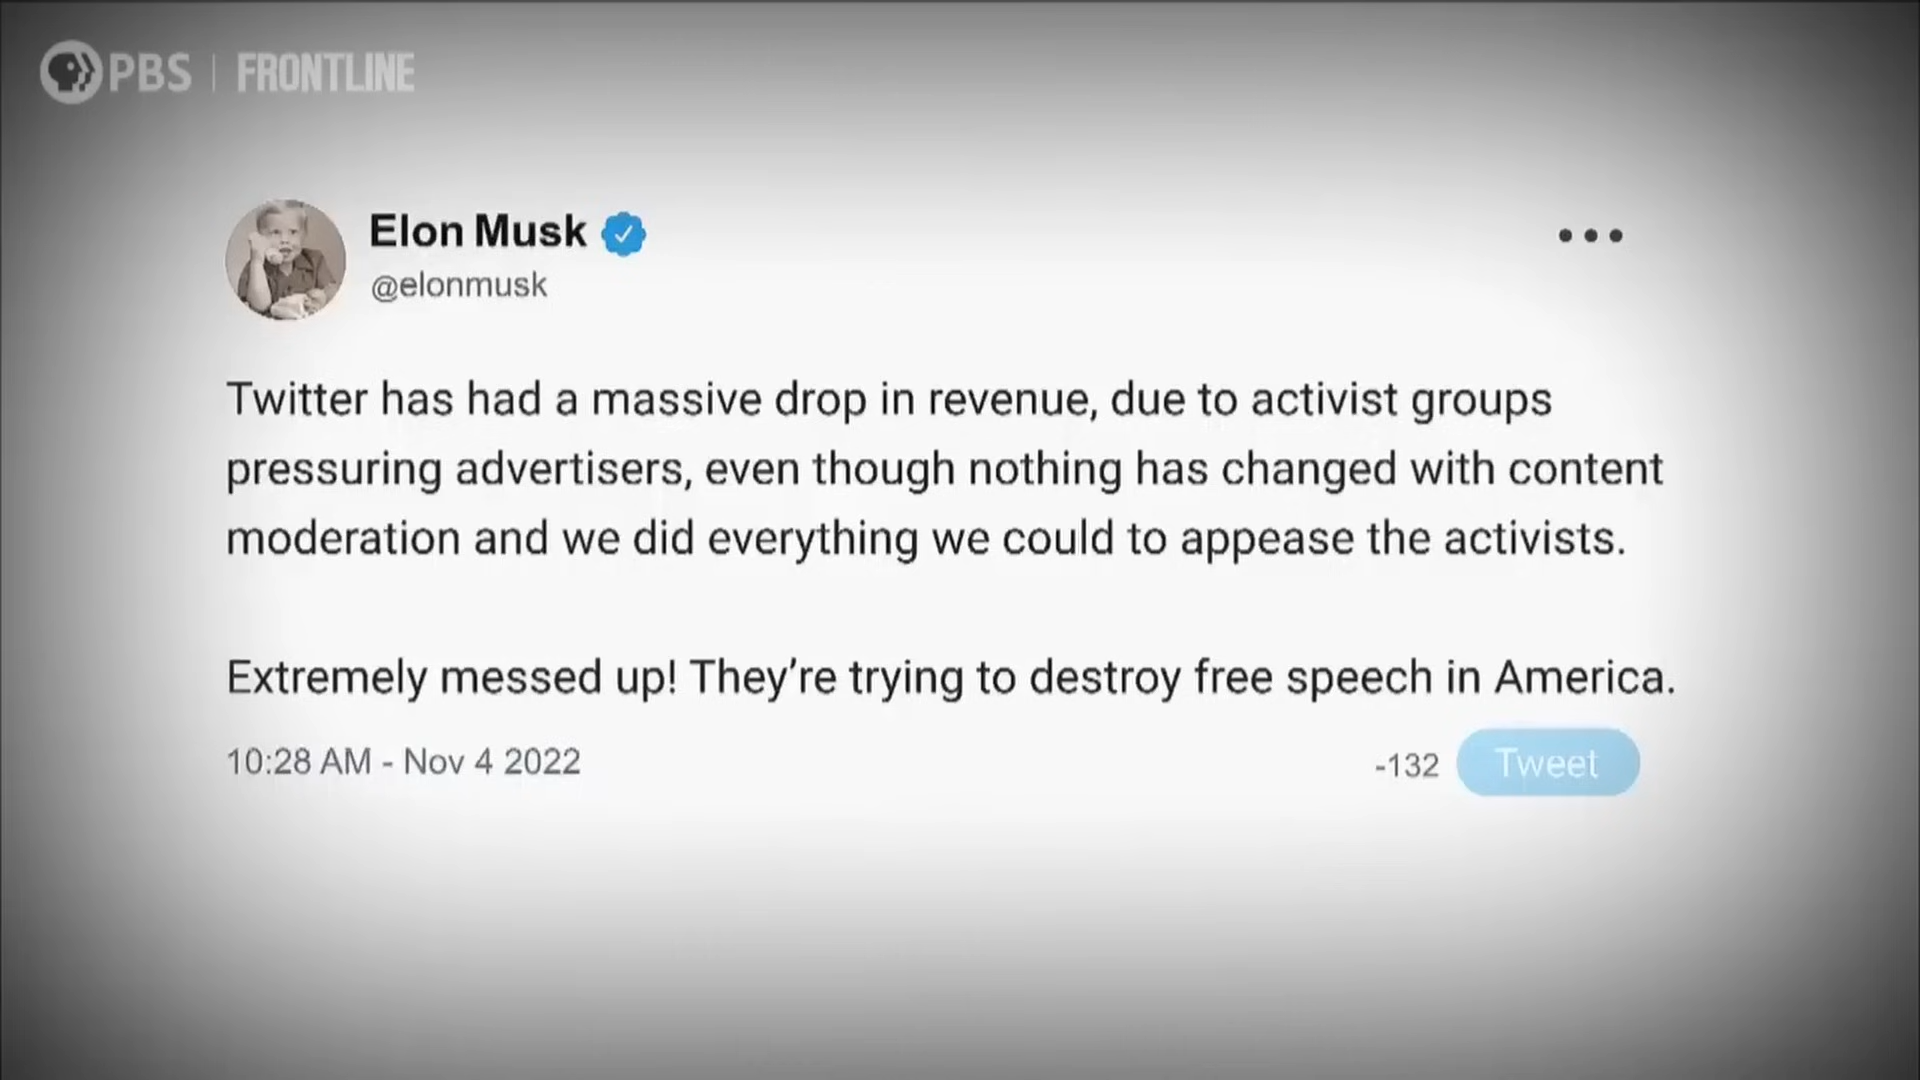 PBS | FRONTLINE
Elon Musk
@elonmusk
Twitter has had a massive drop in revenue, due to activist groups
pressuring advertisers, even though nothing has changed with content
moderation and we did everything we could to appease the activists.
Extremely messed up! They’re trying to destroy free speech in America.
10:28 AM - Nov 4 2022
-132 Tweet